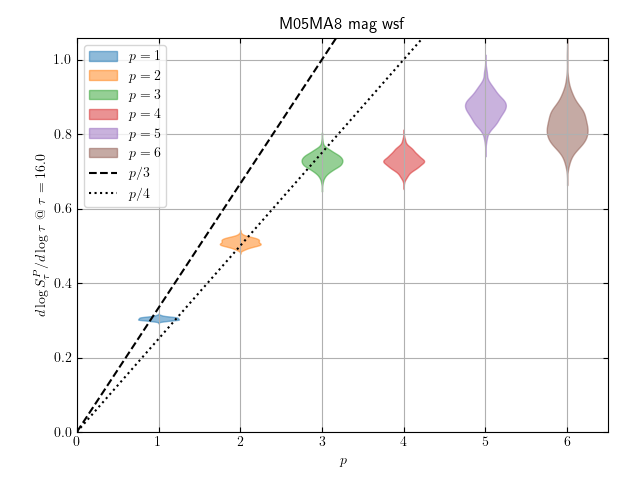 M05MA8 mag wsf
p = 1
p = 2
p = 3
p = 4
p = 5
p = 6
p/3
p/4
d log S_τ^P / d log τ @ τ = 16.0
1.0
0.8
0.6
0.4
0.2
0.0
0 1 2 3 4 5 6
p